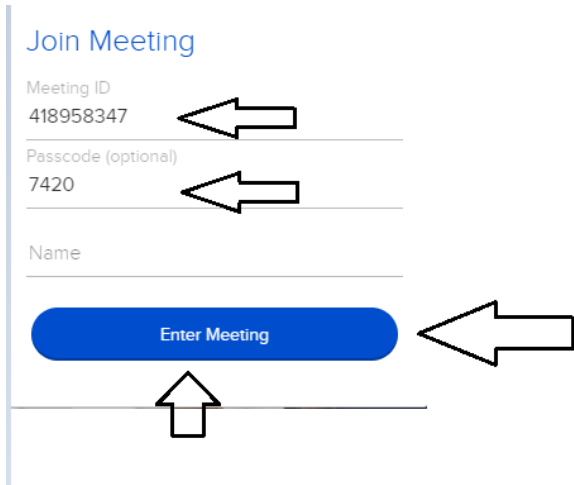 Join Meeting
Meeting ID
418958347
Passcode (optional)
7420
Name
Enter Meeting